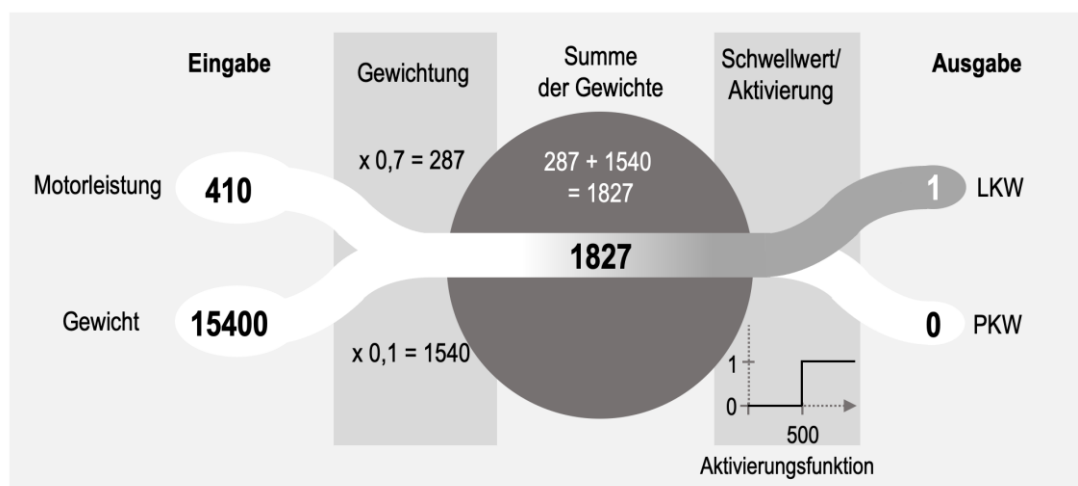 Eingabe
Gewichtung
Summe
der Gewichte
Schwellwert/
Aktivierung
Ausgabe
Motorleistung
410
x 0,7 = 287
287 + 1540
= 1827
1
LKW
1827
Gewicht
15400
x 0,1 = 1540
0
PKW
1
0
500
Aktivierungsfunktion